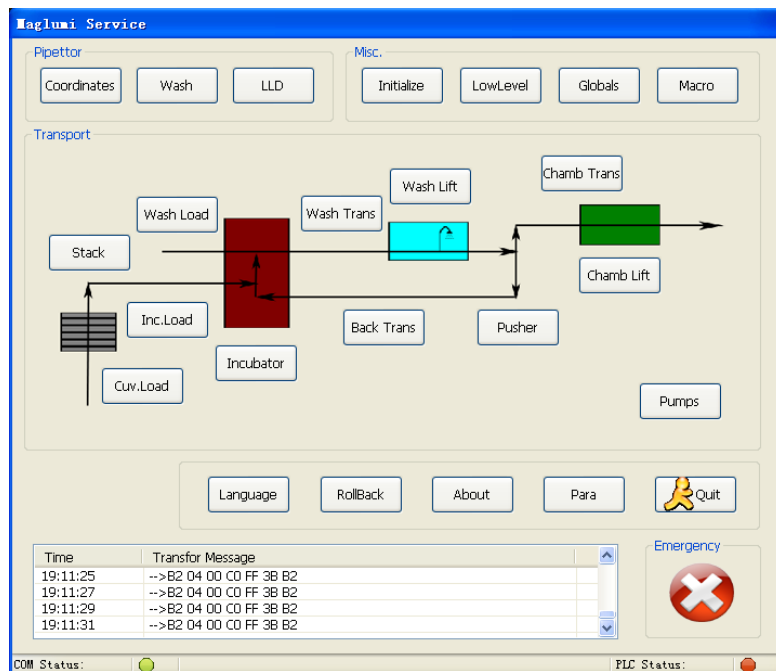 Maglumi Service
Pipettor
Misc.
Coordinates Wash LLD Initialize LowLevel Globals Macro
Transport
Chamb Trans
Wash Lift
Wash Load Wash Trans
Stack
Chamb Lift
Inc.Load Back Trans Pusher
Incubator
Cuv.Load
Pumps
Language RollBack About Para Quit
Emergency
Time Transfor Message
19:11:25 -->B2 04 00 C0 FF 3B B2
19:11:27 -->B2 04 00 C0 FF 3B B2
19:11:29 -->B2 04 00 C0 FF 3B B2
19:11:31 -->B2 04 00 C0 FF 3B B2
COM Status: PLC Status: